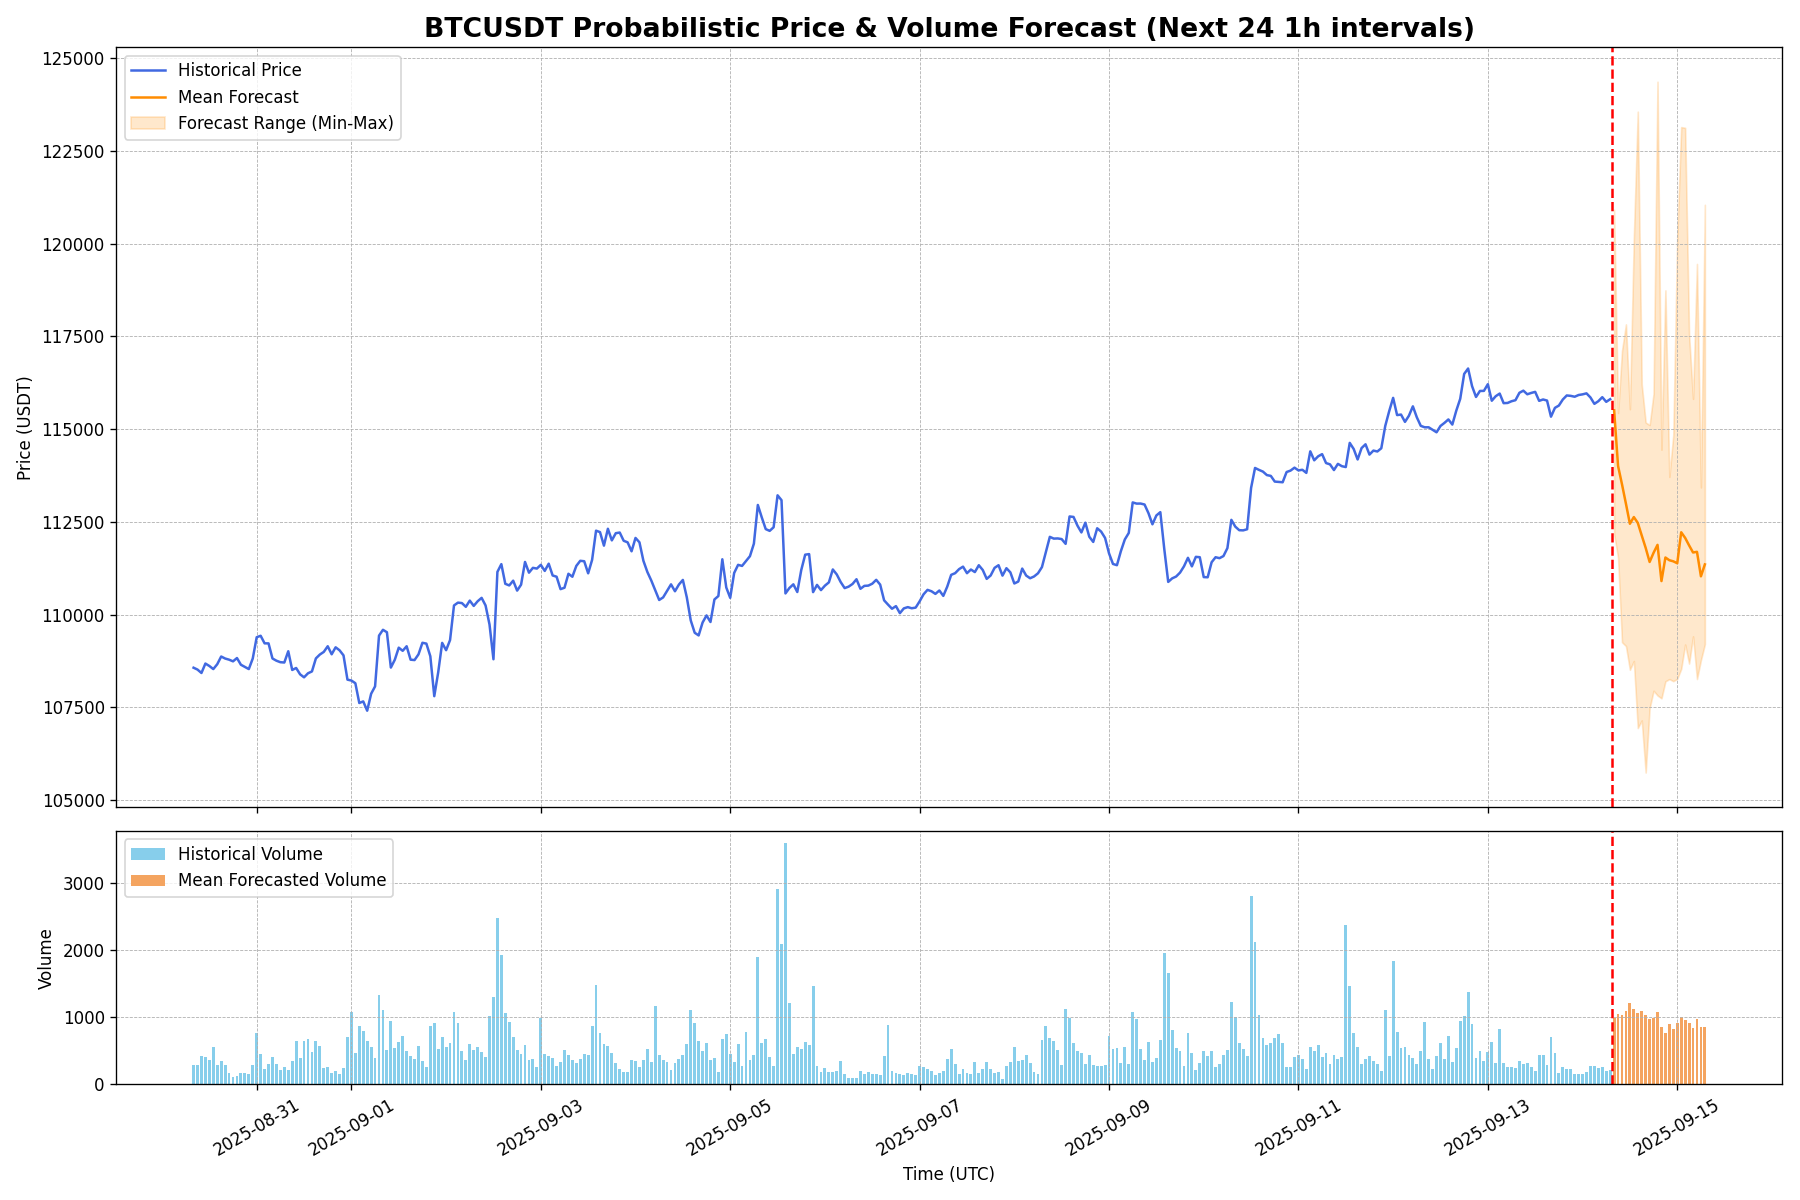 BTCUSDT Probabilistic Price & Volume Forecast (Next 24 1h intervals)
Historical Price
Mean Forecast
Forecast Range (Min-Max)
Price (USDT)
125000
122500
120000
117500
115000
112500
110000
107500
105000
Historical Volume
Mean Forecasted Volume
Volume
3000
2000
1000
0
2025-08-31
2025-09-01
2025-09-03
2025-09-05
2025-09-07
2025-09-09
2025-09-11
2025-09-13
2025-09-15
Time (UTC)